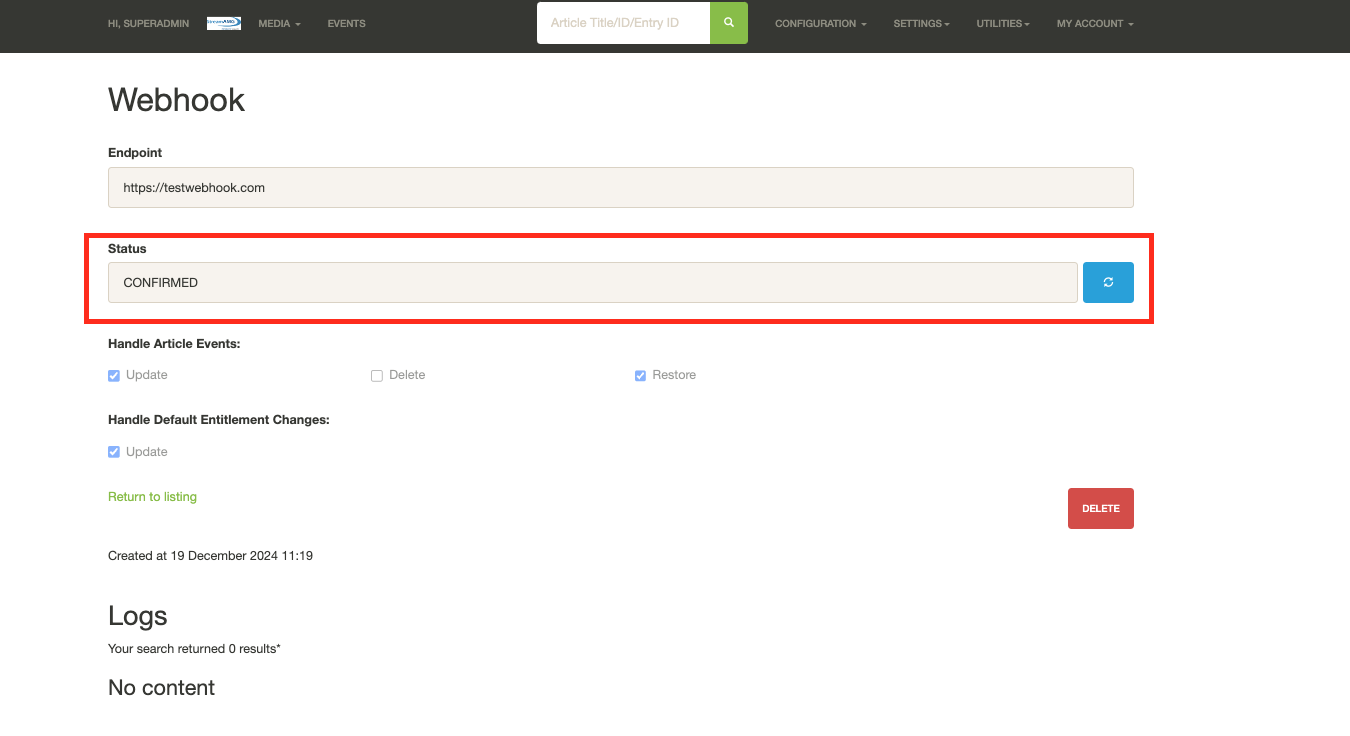 HI, SUPERADMIN StreamAMG MEDIA EVENTS Article Title/ID/Entry ID CONFIGURATION SETTINGS UTILITIES MY ACCOUNT
Webhook
Endpoint
https://testwebhook.com
Status
CONFIRMED
Handle Article Events:
Update Delete Restore
Handle Default Entitlement Changes:
Update
Return to listing
DELETE
Created at 19 December 2024 11:19
Logs
Your search returned 0 results*
No content